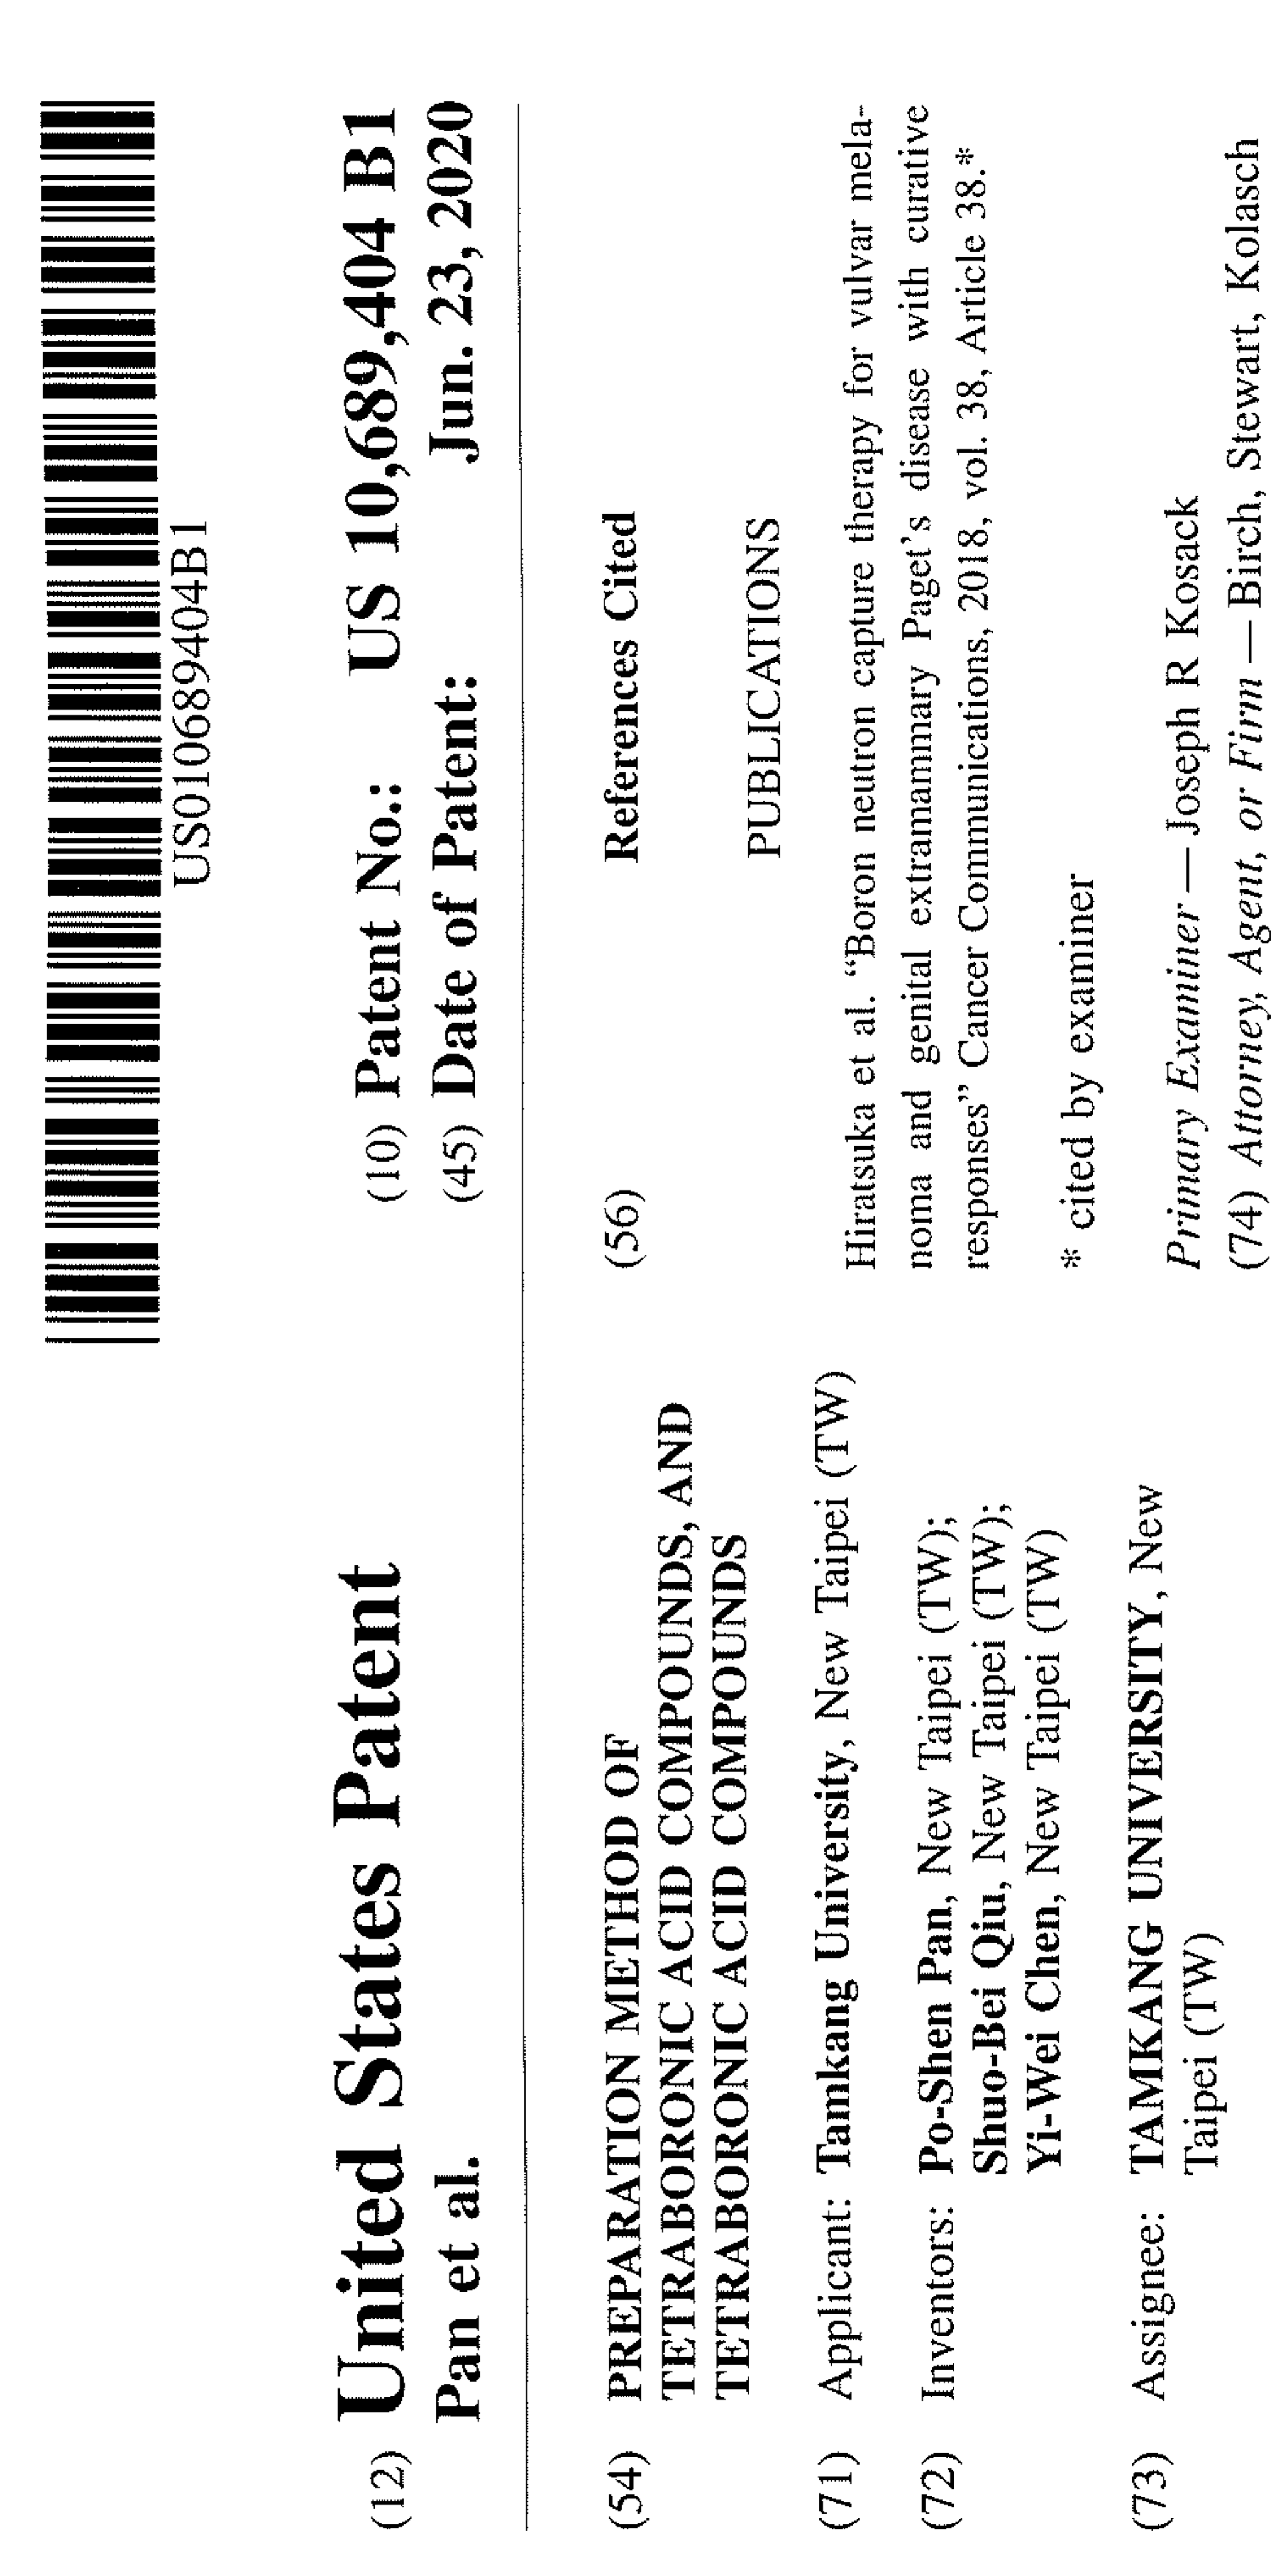 US010689404B1
(12) United States Patent
Pan et al.
(10) Patent No.: US 10,689,404 B1
(45) Date of Patent: Jun. 23, 2020
(54) PREPARATION METHOD OF
TETRABORONIC ACID COMPOUNDS, AND
TETRABORONIC ACID COMPOUNDS
(71) Applicant: Tamkang University, New Taipei (TW)
(72) Inventors: Po-Shen Pan, New Taipei (TW);
Shuo-Bei Qiu, New Taipei (TW);
Yi-Wei Chen, New Taipei (TW)
(73) Assignee: TAMKANG UNIVERSITY, New
Taipei (TW)
(56) References Cited
PUBLICATIONS
Hiratsuka et al. “Boron neutron capture therapy for vulvar mela-
noma and genital extramammary Paget's disease with curative
responses” Cancer Communications, 2018, vol. 38, Article 38.*
* cited by examiner
Primary Examiner — Joseph R Kosack
(74) Attorney, Agent, or Firm — Birch, Stewart, Kolasch